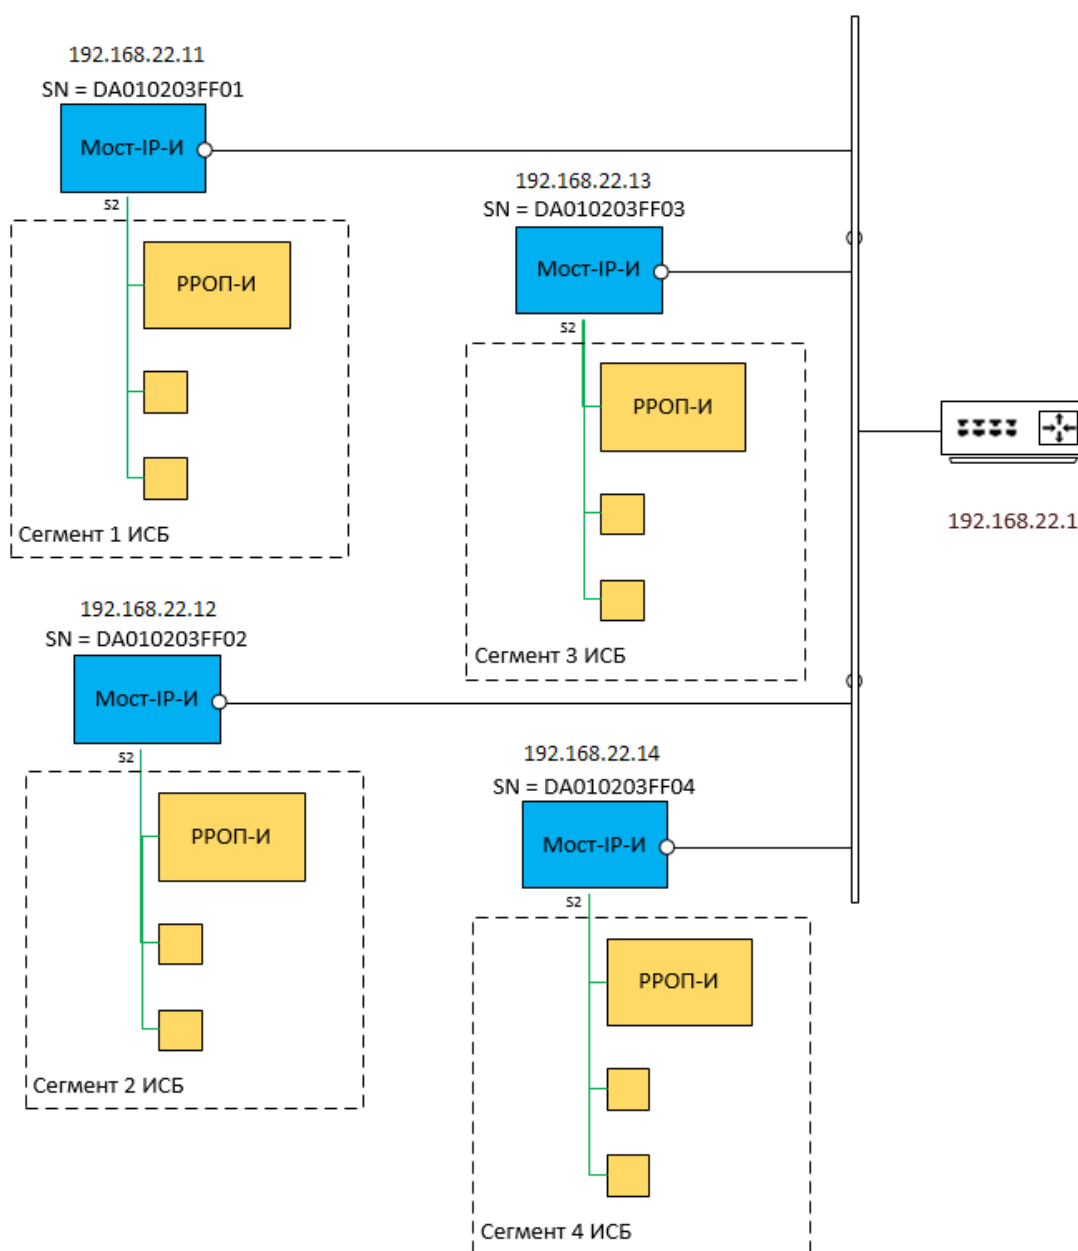 192.168.22.11
SN = DA010203FF01
Мост-IP-И
S2
РРОП-И
Сегмент 1 ИСБ
192.168.22.13
SN = DA010203FF03
Мост-IP-И
S2
РРОП-И
Сегмент 3 ИСБ
192.168.22.1
192.168.22.12
SN = DA010203FF02
Мост-IP-И
S2
РРОП-И
Сегмент 2 ИСБ
192.168.22.14
SN = DA010203FF04
Мост-IP-И
S2
РРОП-И
Сегмент 4 ИСБ